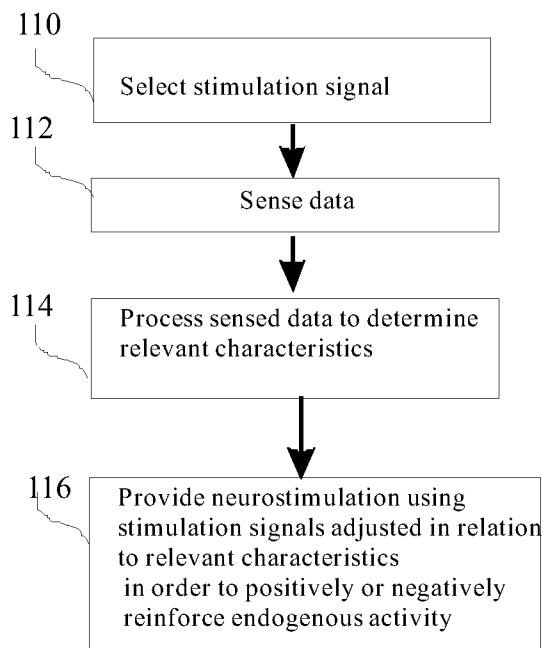 110
Select stimulation signal
112
Sense data
114
Process sensed data to determine
relevant characteristics
116
Provide neurostimulation using
stimulation signals adjusted in relation
to relevant characteristics
in order to positively or negatively
reinforce endogenous activity